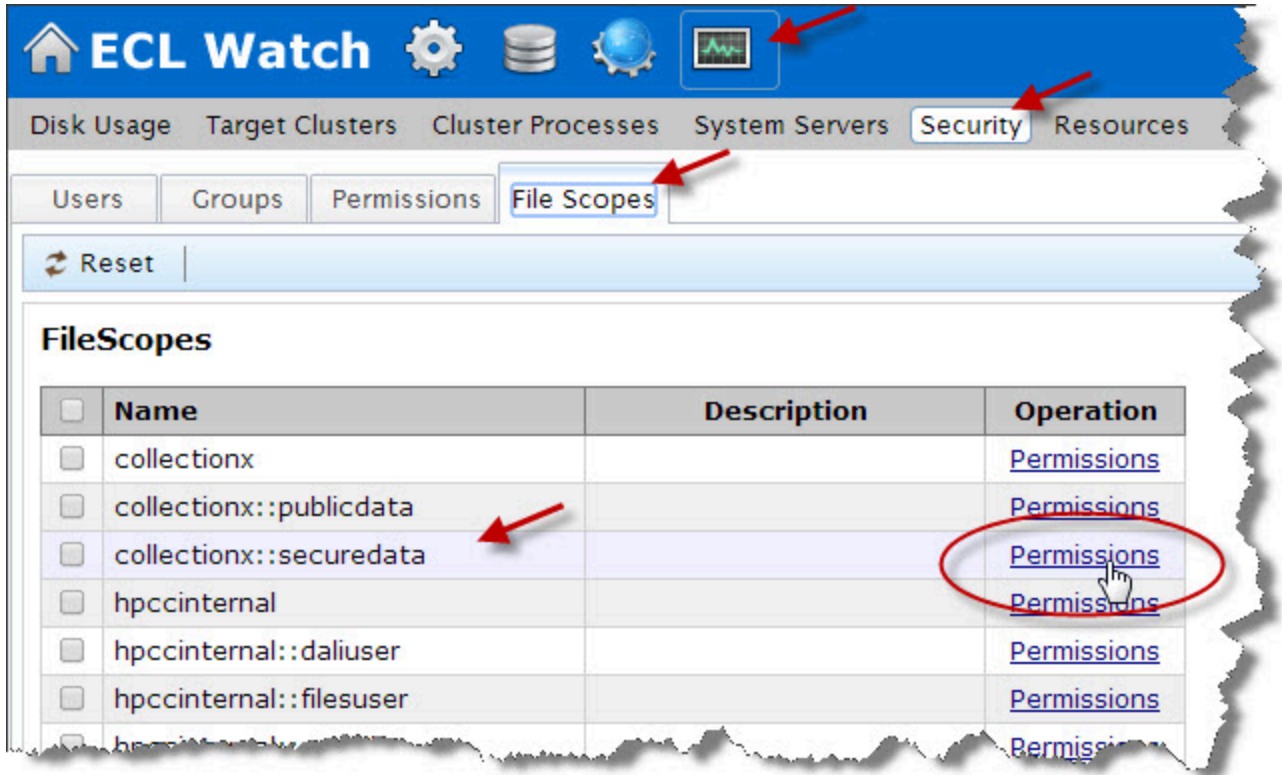 ECL Watch
Disk Usage Target Clusters Cluster Processes System Servers Security Resources
Users Groups Permissions File Scopes
Reset
FileScopes
Name Description Operation
collectionx Permissions
collectionx::publicdata Permissions
collectionx::securedata Permissions
hpccinternal Permissions
hpccinternal::daliuser Permissions
hpccinternal::filesuser Permissions
Permissions